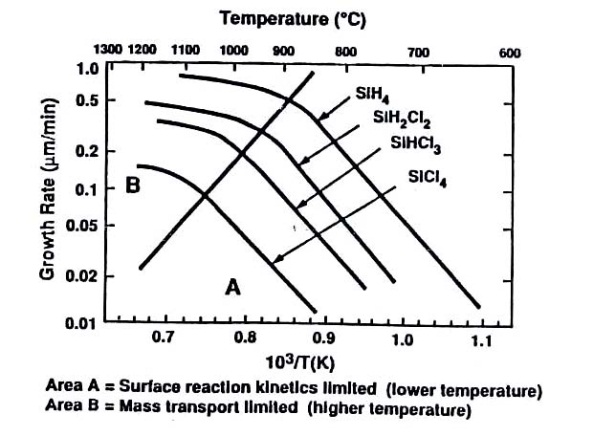 Temperature (°C)
1300 1200 1100 1000 900 800 700 600
1.0
0.5
0.2
0.1
0.05
0.02
0.01
Growth Rate (μm/min)
SiH4
SiH2Cl2
SiHCl3
SiCl4
B
A
0.7 0.8 0.9 1.0 1.1
10³/T(K)
Area A = Surface reaction kinetics limited (lower temperature)
Area B = Mass transport limited (higher temperature)